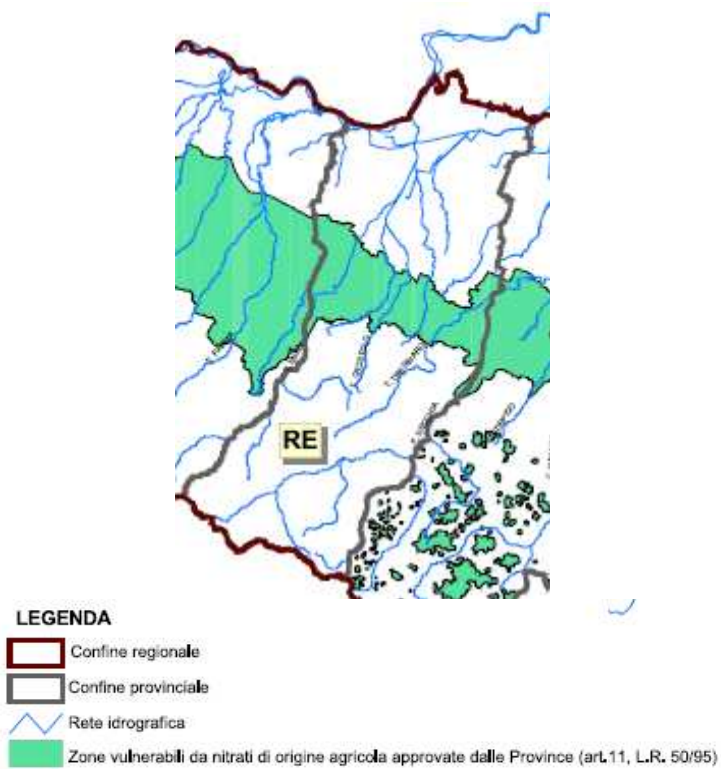 RE
LEGENDA
Confine regionale
Confine provinciale
Rete idrografica
Zone vulnerabili da nitrati di origine agricola approvate dalle Province (art.11, L.R. 50/95)